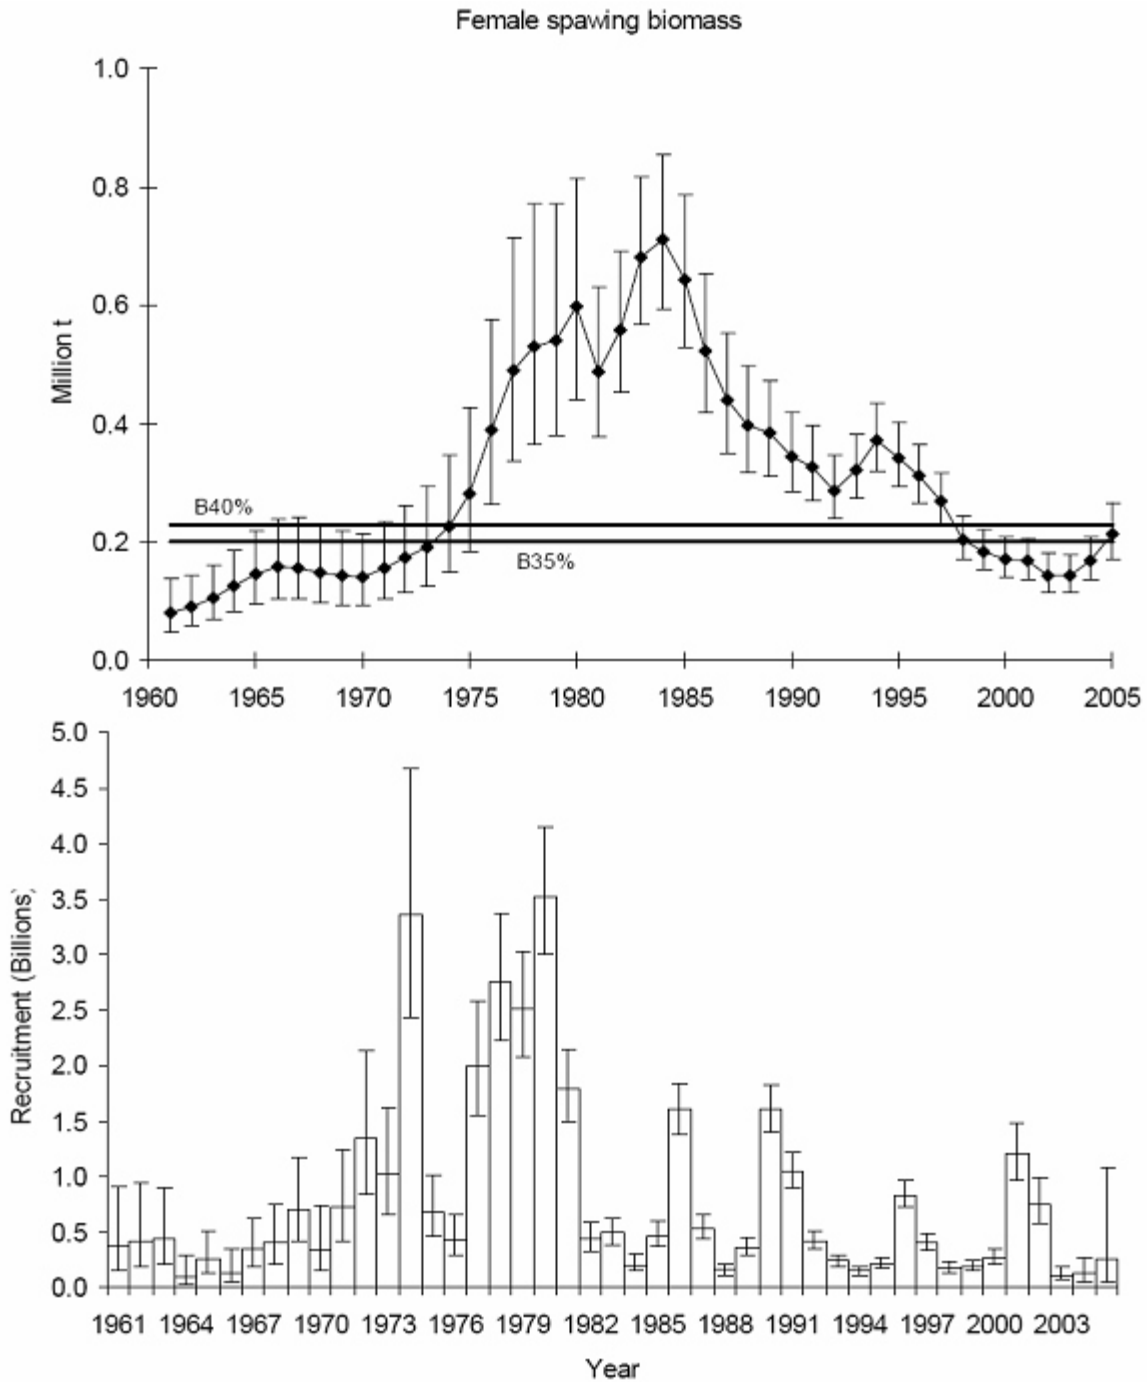 Female spawing biomass
1.0
0.8
0.6
0.4
0.2
0.0
Million t
B40%
B35%
1960 1965 1970 1975 1980 1985 1990 1995 2000 2005
5.0
4.5
4.0
3.5
3.0
2.5
2.0
1.5
1.0
0.5
0.0
Recruitment (Billions)
1961 1964 1967 1970 1973 1976 1979 1982 1985 1988 1991 1994 1997 2000 2003
Year